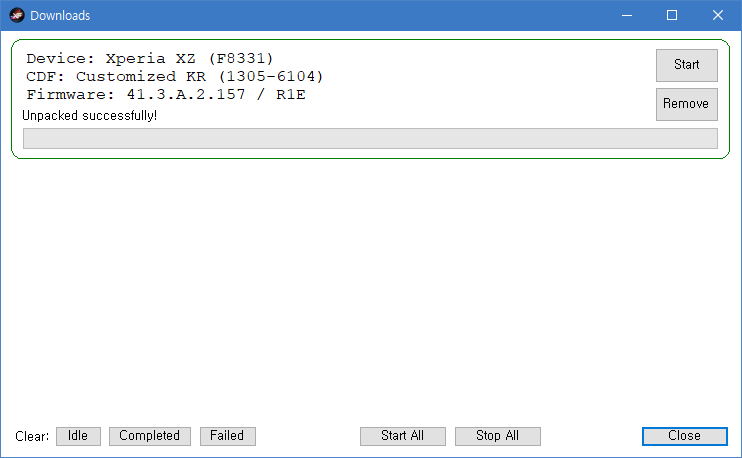 Downloads
Device: Xperia XZ (F8331)
CDF: Customized KR (1305-6104)
Firmware: 41.3.A.2.157 / R1E
Unpacked successfully!
Start
Remove
Clear: Idle Completed Failed Start All Stop All Close